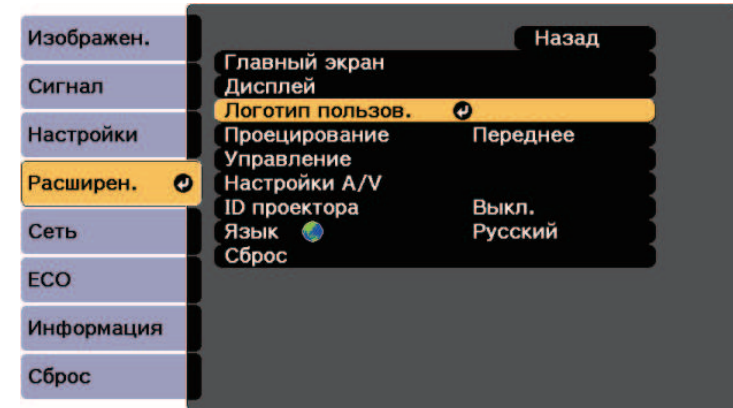 Изображен.
Сигнал
Настройки
Расширен.
Сеть
ECO
Информация
Сброс
Назад
Главный экран
Дисплей
Логотип пользов.
Проецирование Переднее
Управление
Настройки A/V
ID проектора Выкл.
Язык Русский
Сброс